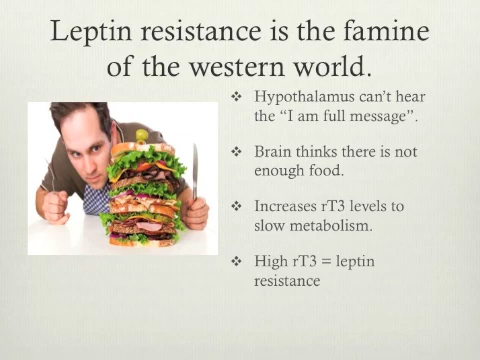 Leptin resistance is the famine
of the western world.
❖ Hypothalamus can't hear
the “I am full message”.
❖ Brain thinks there is not
enough food.
❖ Increases rT3 levels to
slow metabolism.
❖ High rT3 = leptin
resistance